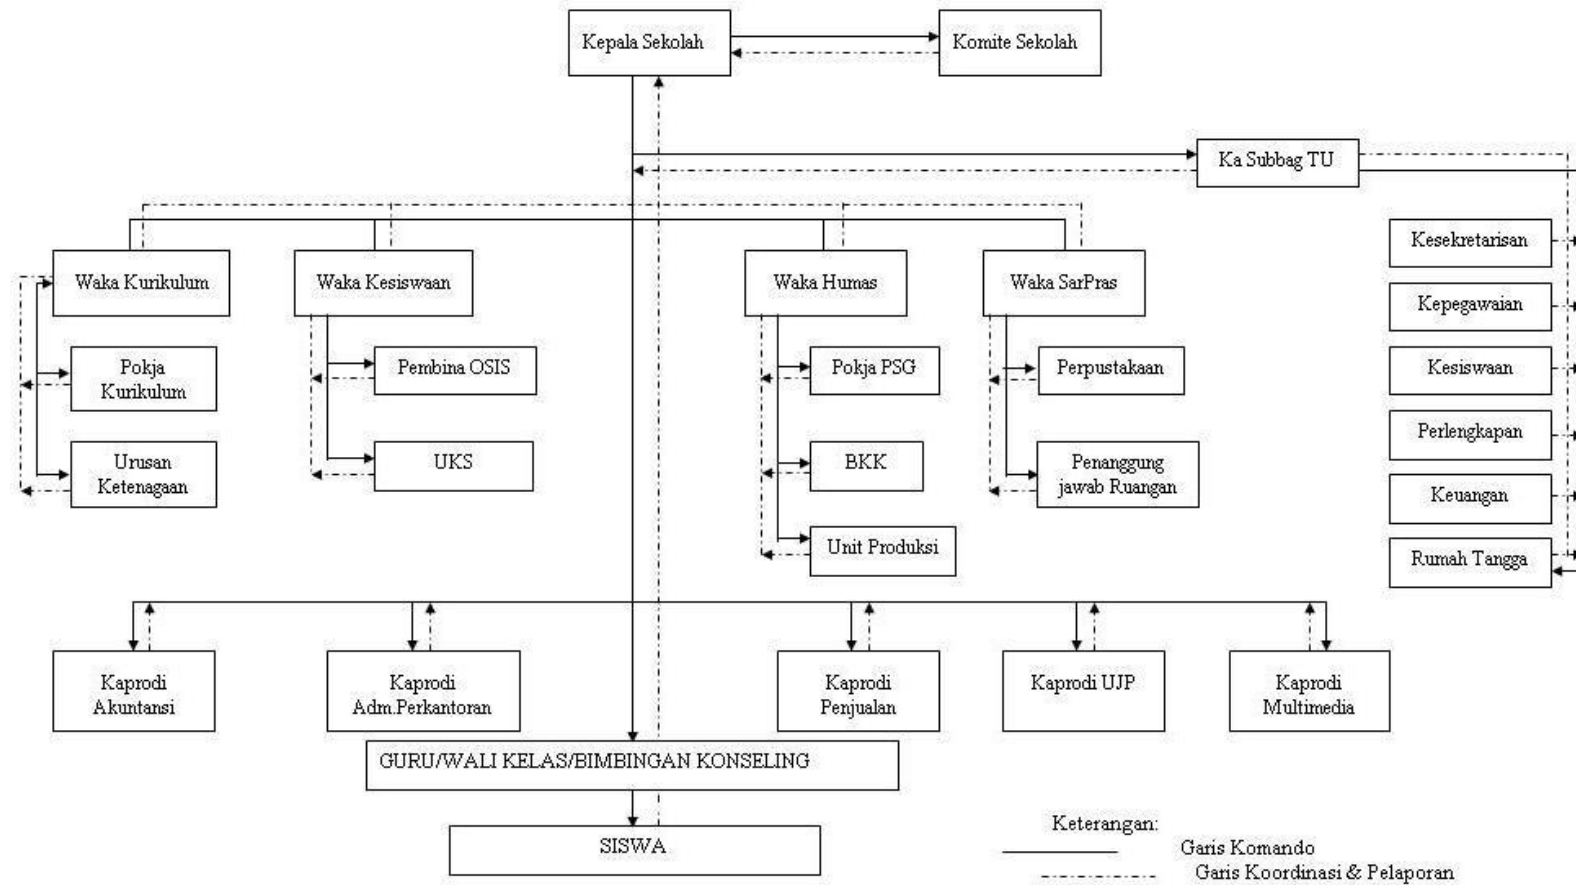 Kepala Sekolah
Komite Sekolah
Ka Subbag TU
Waka Kurikulum
Waka Kesiswaan
Waka Humas
Waka SarPras
Kesekretarisan
Kepegawaian
Kesiswaan
Perlengkapan
Keuangan
Rumah Tangga
Pokja
Kurikulum
Urusan
Ketenagaan
Pembina OSIS
UKS
Pokja PSG
BKK
Unit Produksi
Perpustakaan
Penanggung
jawab Ruangan
Kaprodi
Akuntansi
Kaprodi
Adm.Perkantoran
Kaprodi
Penjualan
Kaprodi UJP
Kaprodi
Multimedia
GURU/WALI KELAS/BIMBINGAN KONSELING
SISWA
Keterangan:
Garis Komando
Garis Koordinasi & Pelaporan